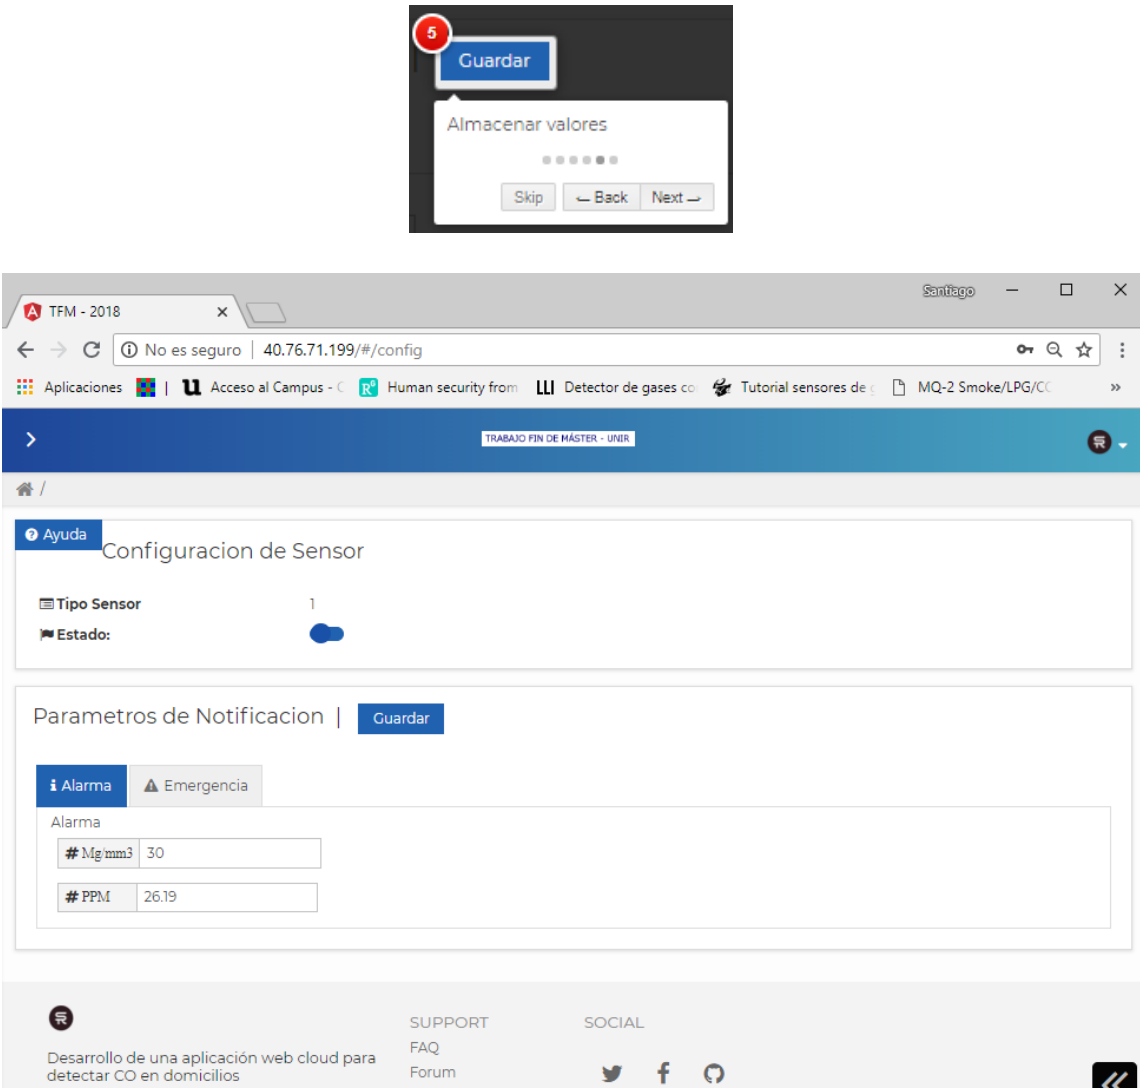 5
Guardar
Almacenar valores
Skip
Back
Next
Santiago
TFM - 2018
No es seguro | 40.76.71.199/#/config
Aplicaciones | Acceso al Campus - Human security from Detector de gases co Tutorial sensores de MQ-2 Smoke/LPG/CO
TRABAJO FIN DE MÁSTER - UNIR
/
Ayuda
Configuracion de Sensor
Tipo Sensor 1
Estado:
Parametros de Notificacion | Guardar
Alarma Emergencia
Alarma
# Mg/mm3 30
# PPM 26.19
SUPPORT SOCIAL
FAQ
Desarrollo de una aplicación web cloud para
detectar CO en domicilios
Forum